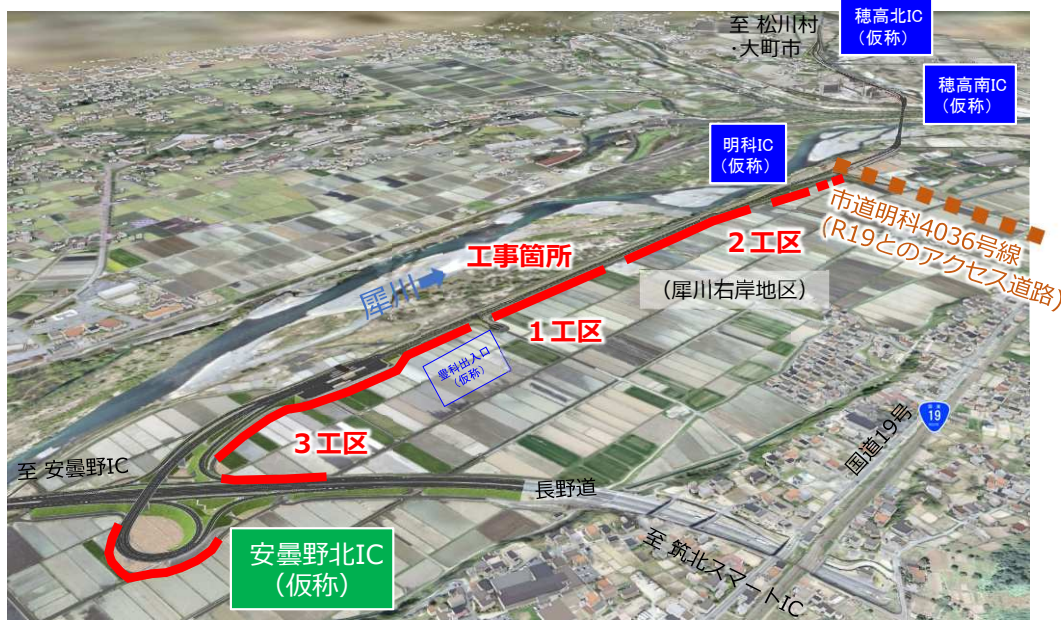 至 松川村
・大町市
穂高北IC
（仮称）
穂高南IC
（仮称）
明科IC
（仮称）
市道明科4036号線
（R19とのアクセス道路）
２工区
工事箇所
犀川
（犀川右岸地区）
１工区
豊科出入口
（仮称）
３工区
19
国道19号
至 安曇野IC
長野道
至 筑北スマートIC
安曇野北IC
（仮称）